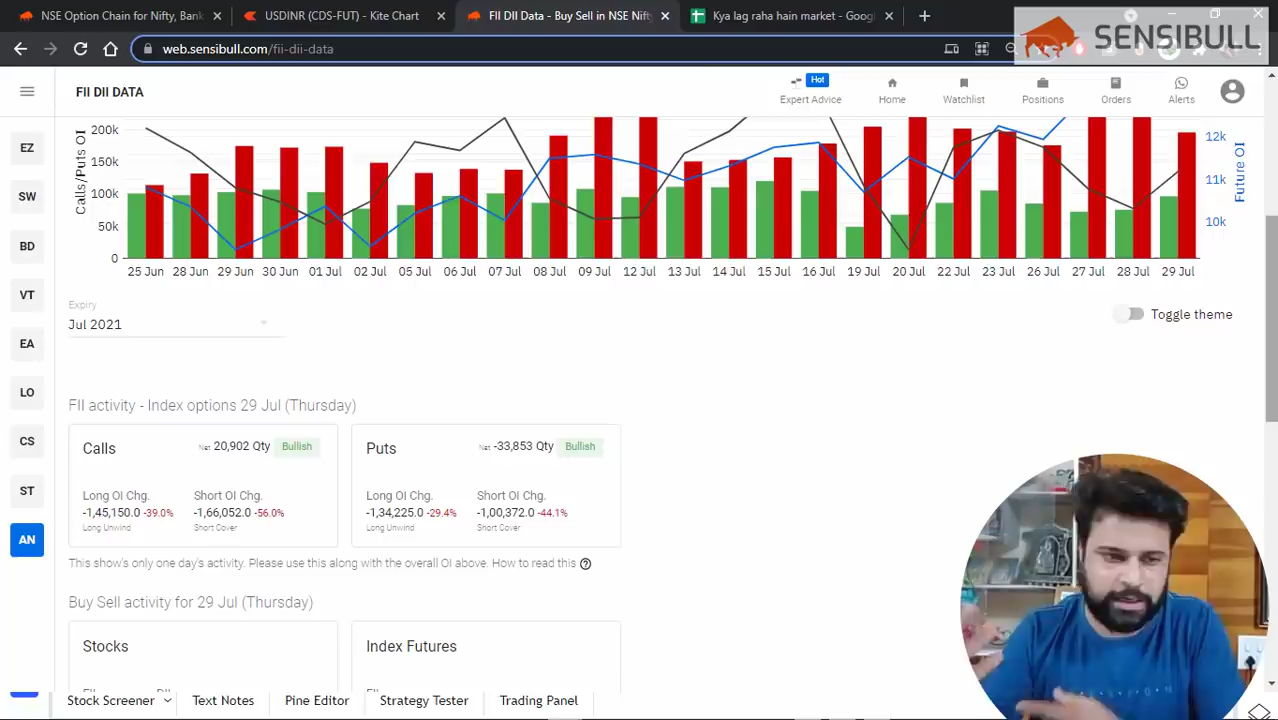 NSE Option Chain for Nifty, Bank
USDINR (CDS-FUT) - Kite Chart
FII DII Data - Buy Sell in NSE Nifty
Kya lag raha hain market - Goog
SENSIBULL
web.sensibull.com/fii-dii-data
FII DII DATA
Hot
Expert Advice
Home
Watchlist
Positions
Orders
Alerts
EZ
SW
BD
VT
EA
LO
CS
ST
AN
Calls/Puts OI
200k
150k
100k
50k
0
12k
11k
10k
Future OI
25 Jun 28 Jun 29 Jun 30 Jun 01 Jul 02 Jul 05 Jul 06 Jul 07 Jul 08 Jul 09 Jul 12 Jul 13 Jul 14 Jul 15 Jul 16 Jul 19 Jul 20 Jul 22 Jul 23 Jul 26 Jul 27 Jul 28 Jul 29 Jul
Expiry
Jul 2021
Toggle theme
FII activity - Index options 29 Jul (Thursday)
Calls
Net 20,902 Qty Bullish
Long OI Chg. Short OI Chg.
-1,45,150.0 -39.0% -1,66,052.0 -56.0%
Long Unwind Short Cover
Puts
Net -33,853 Qty Bullish
Long OI Chg. Short OI Chg.
-1,34,225.0 -29.4% -1,00,372.0 -44.1%
Long Unwind Short Cover
This show's only one day's activity. Please use this along with the overall OI above. How to read this
Buy Sell activity for 29 Jul (Thursday)
Stocks
Index Futures
Stock Screener
Text Notes
Pine Editor
Strategy Tester
Trading Panel